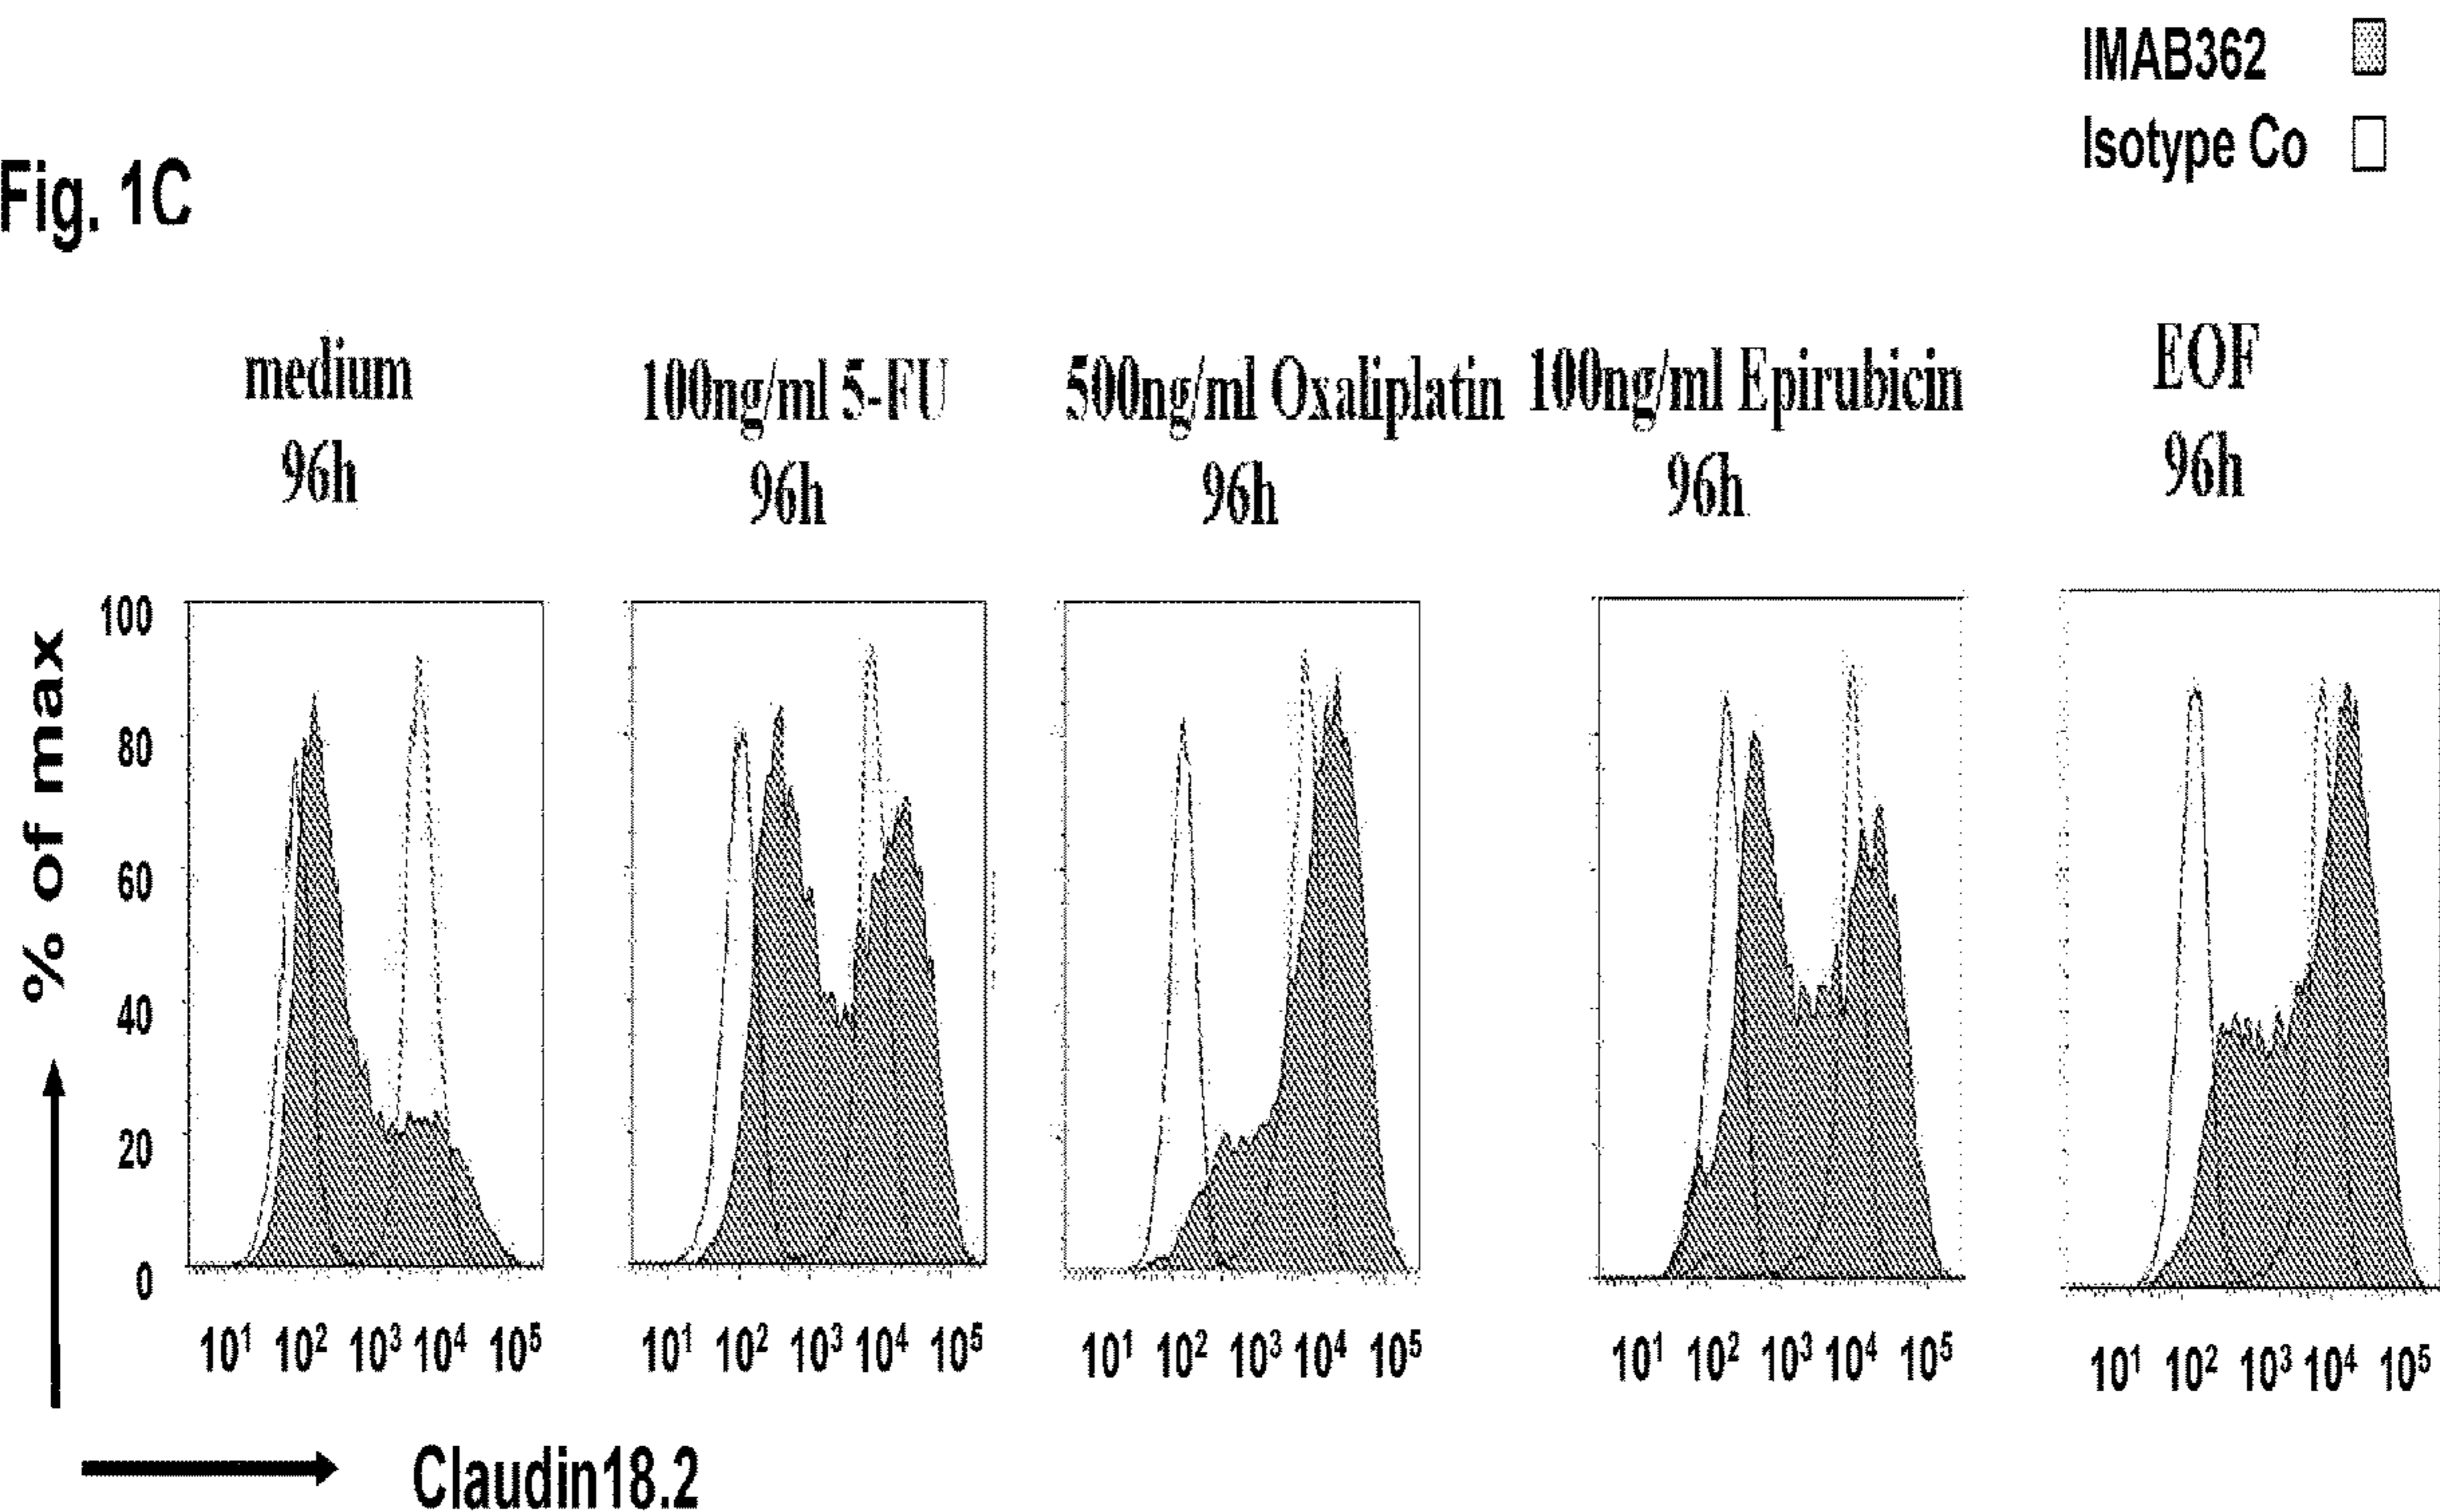 IMAB362
Isotype Co
Fig. 1C
medium
96h
100ng/ml 5-FU
96h
500ng/ml Oxaliplatin
96h
100ng/ml Epirubicin
96h
EOF
96h
% of max
100
80
60
40
20
0
10¹ 10² 10³ 10⁴ 10⁵
10¹ 10² 10³ 10⁴ 10⁵
10¹ 10² 10³ 10⁴ 10⁵
10¹ 10² 10³ 10⁴ 10⁵
10¹ 10² 10³ 10⁴ 10⁵
Claudin18.2